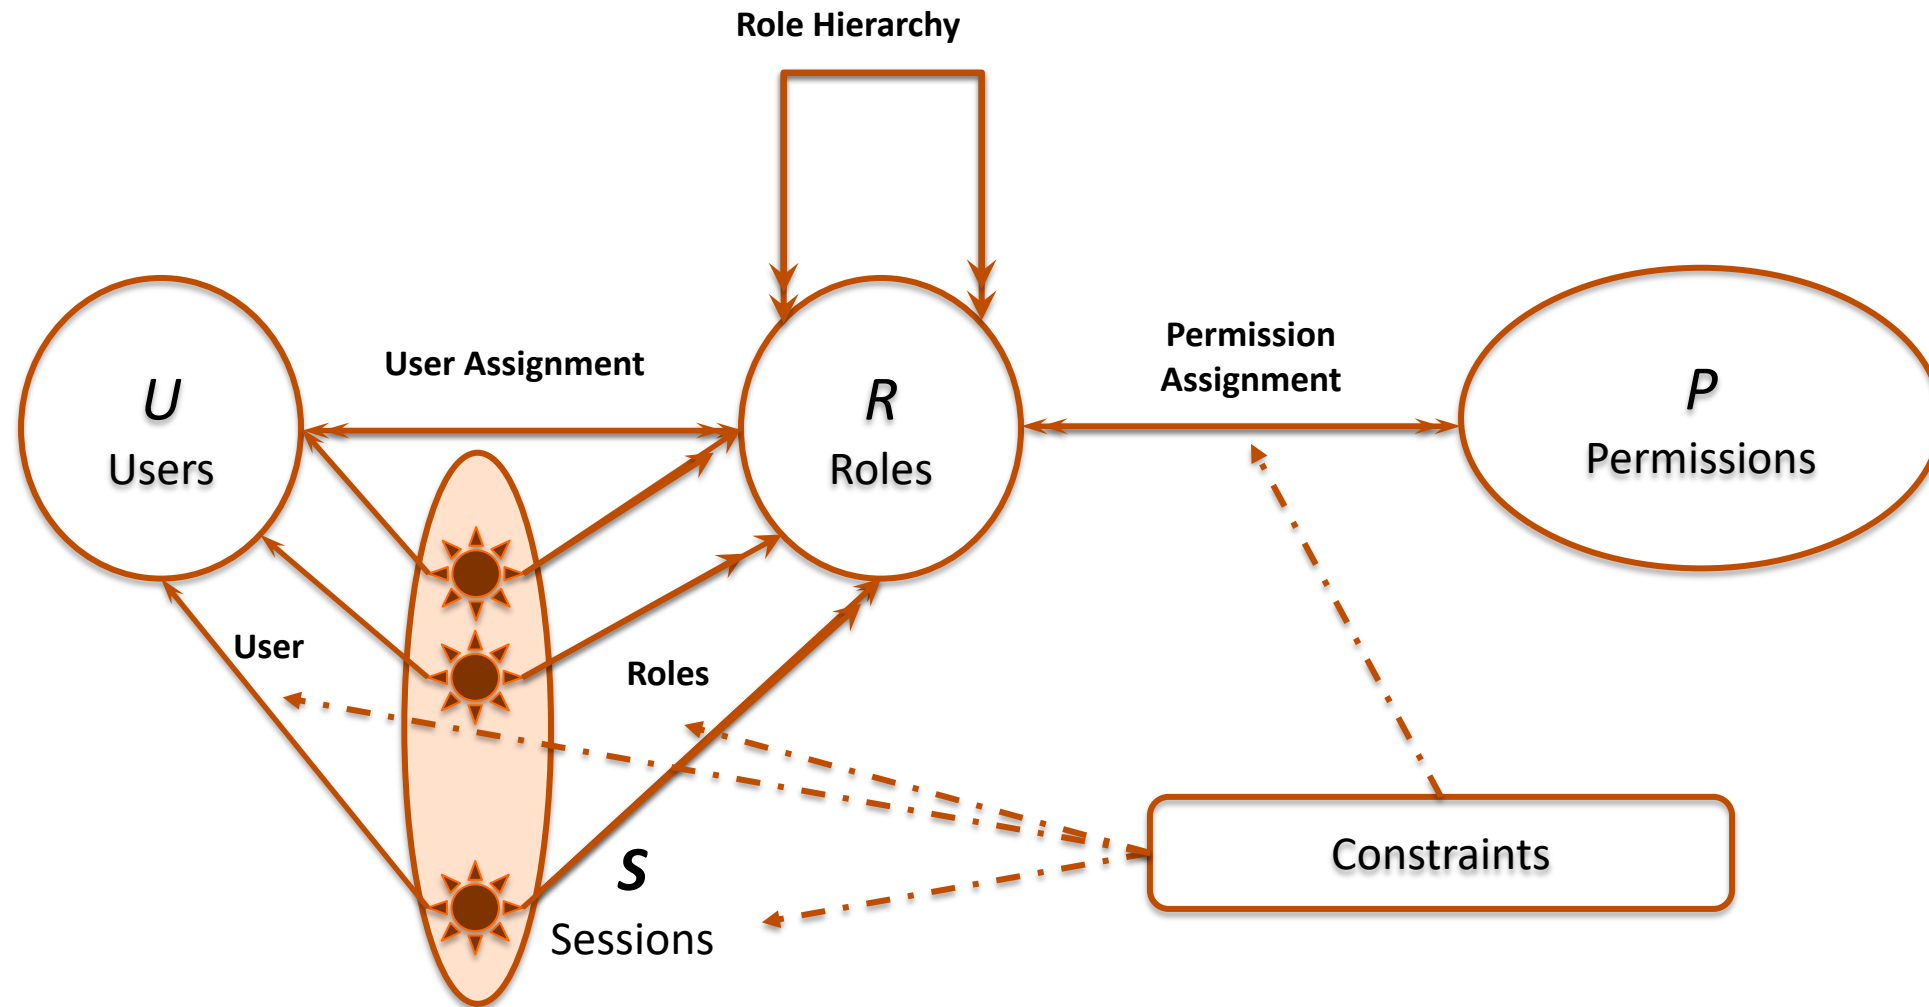 Role Hierarchy
User Assignment
Permission
Assignment
U
Users
R
Roles
P
Permissions
User
Roles
S
Sessions
Constraints